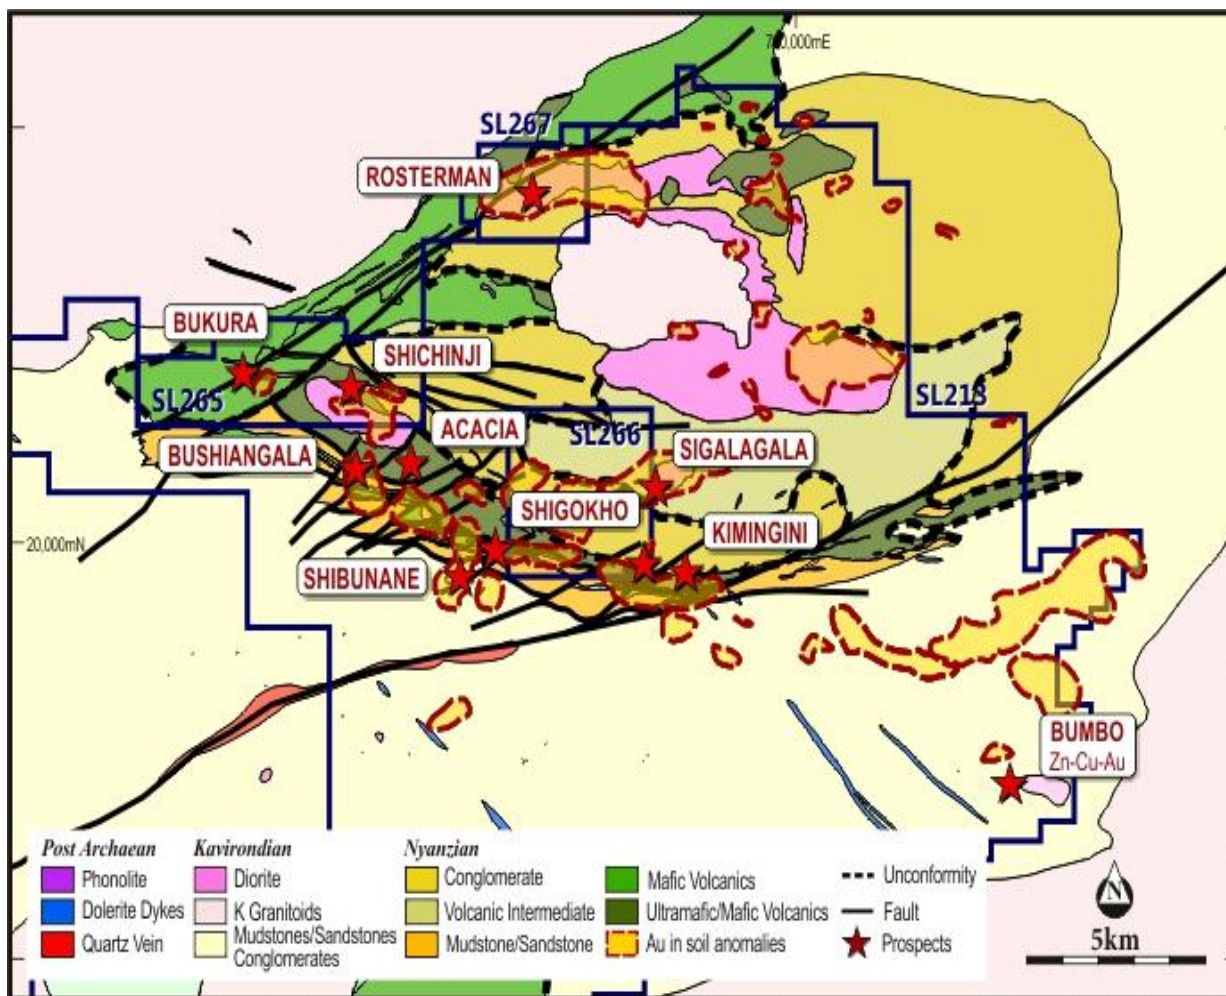 7 0,000mE
SL267
ROSTERMAN
BUKURA
SHICHINJI
SL265
SL213
ACACIA
SL266
BUSHIANGALA
SIGALAGALA
SHIGOKHO
KIMINGINI
20,000mN
SHIBUNANE
BUMBO
Zn-Cu-Au
Post Archaean
Phonolite
Dolerite Dykes
Quartz Vein
Kavirondian
Diorite
K Granitoids
Mudstones/Sandstones
Conglomerates
Nyanzian
Conglomerate
Volcanic Intermediate
Mudstone/Sandstone
Mafic Volcanics
Ultramafic/Mafic Volcanics
Au in soil anomalies
Unconformity
Fault
Prospects
N
5km